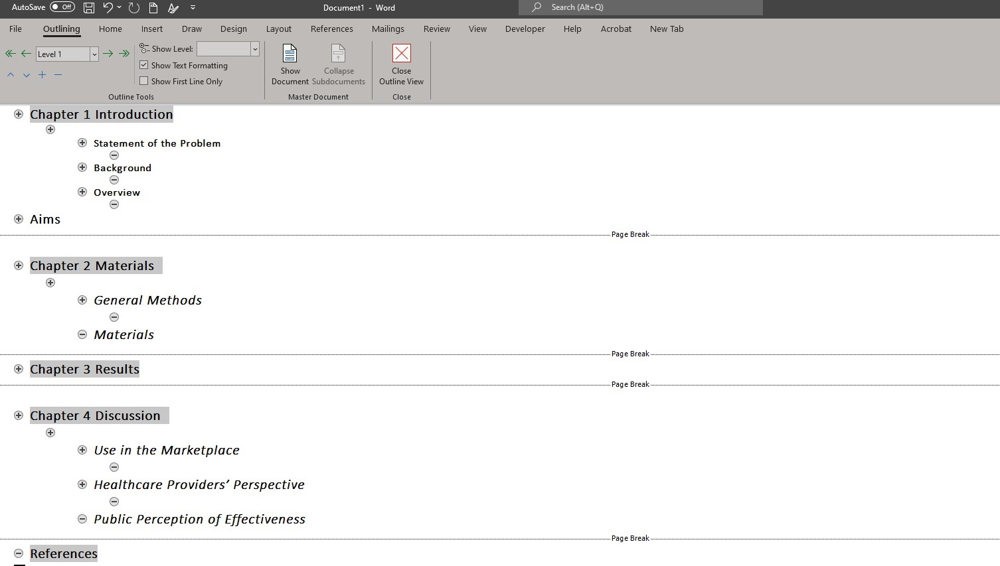 AutoSave Off Document1 - Word Search (Alt+Q)
File Outlining Home Insert Draw Design Layout References Mailings Review View Developer Help Acrobat New Tab
Level 1 Show Level:
Show Text Formatting
Show First Line Only
Show Document
Collapse Subdocuments
Close Outline View
Outline Tools Master Document Close
Chapter 1 Introduction
Statement of the Problem
Background
Overview
Aims
Page Break
Chapter 2 Materials
General Methods
Materials
Page Break
Chapter 3 Results
Page Break
Chapter 4 Discussion
Use in the Marketplace
Healthcare Providers’ Perspective
Public Perception of Effectiveness
Page Break
References